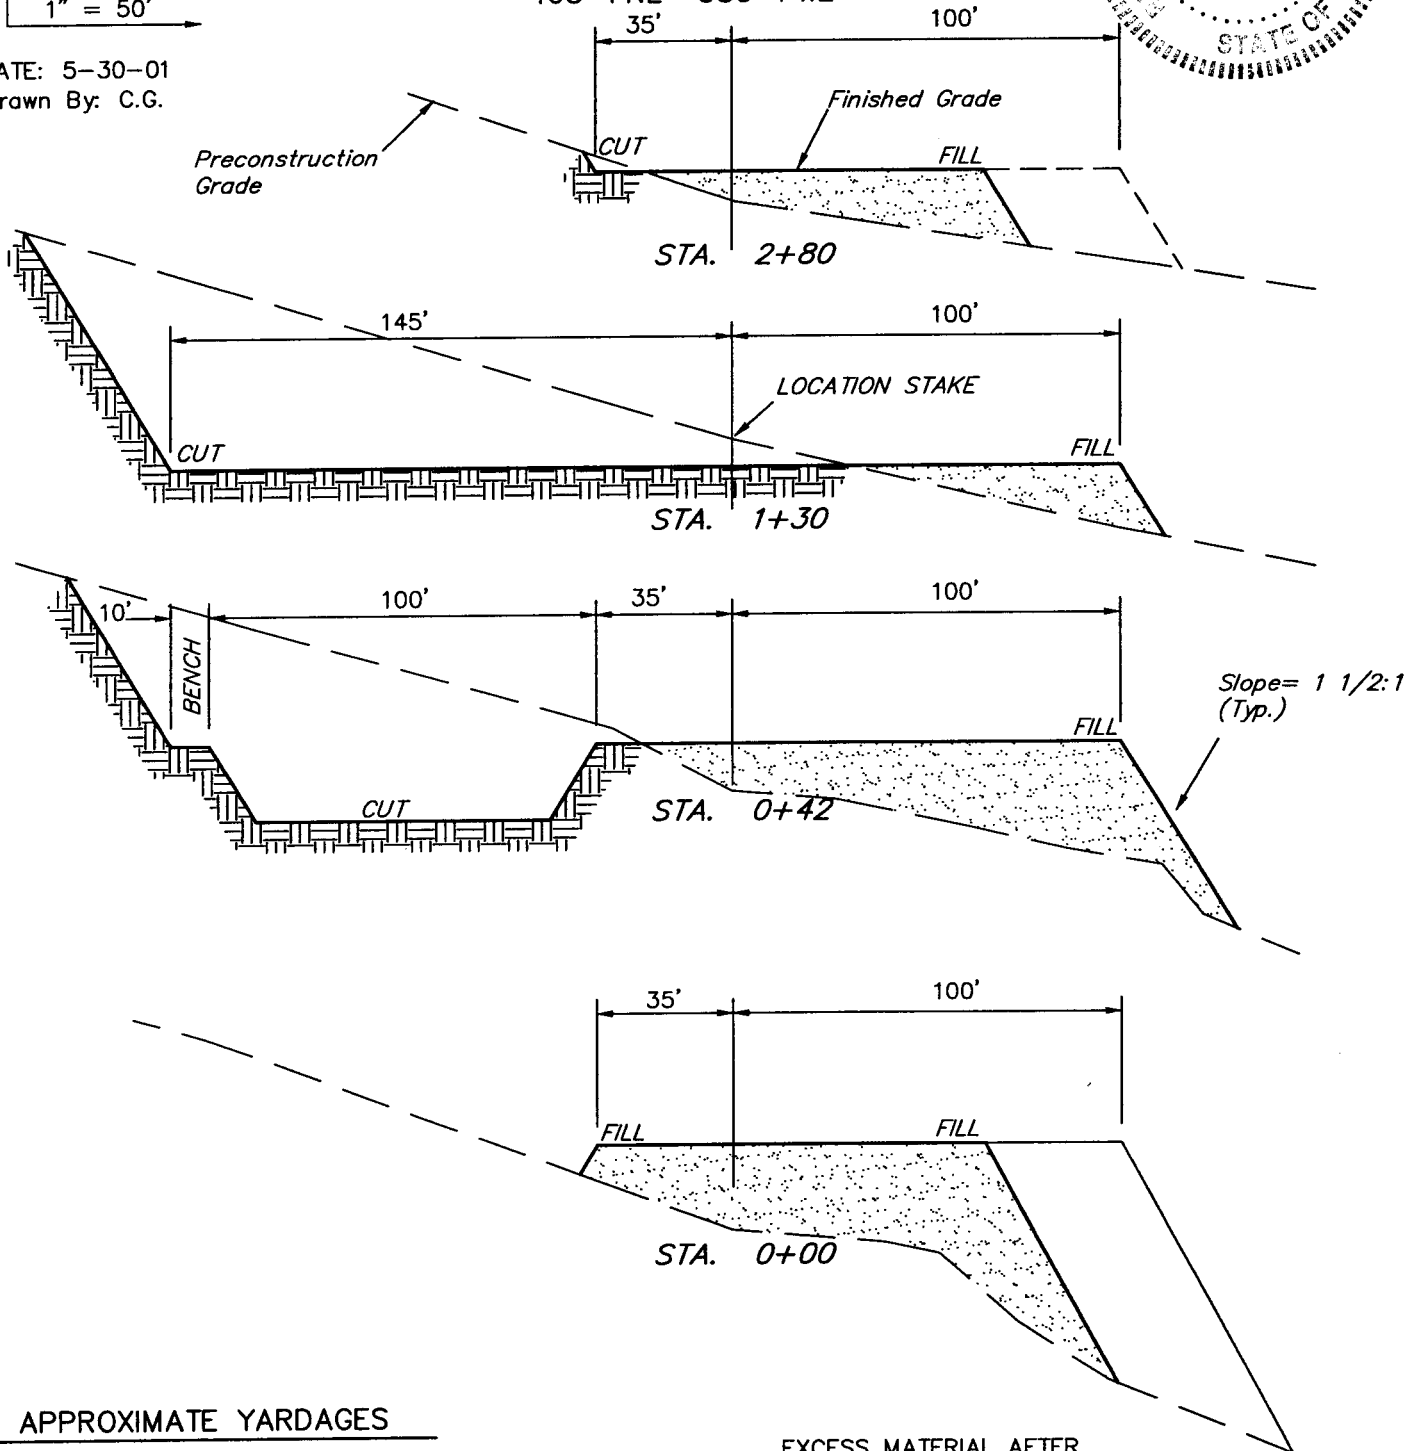 1" = 50'
35'
100'
STATE OF
ATE: 5-30-01
rawn By: C.G.
Finished Grade
Preconstruction
Grade
CUT
FILL
STA. 2+80
145'
100'
LOCATION STAKE
CUT
FILL
STA. 1+30
10'
100'
35'
100'
BENCH
Slope= 1 1/2:1
(Typ.)
FILL
CUT
STA. 0+42
35'
100'
FILL
FILL
STA. 0+00
APPROXIMATE YARDAGES
EXCESS MATERIAL AFTER